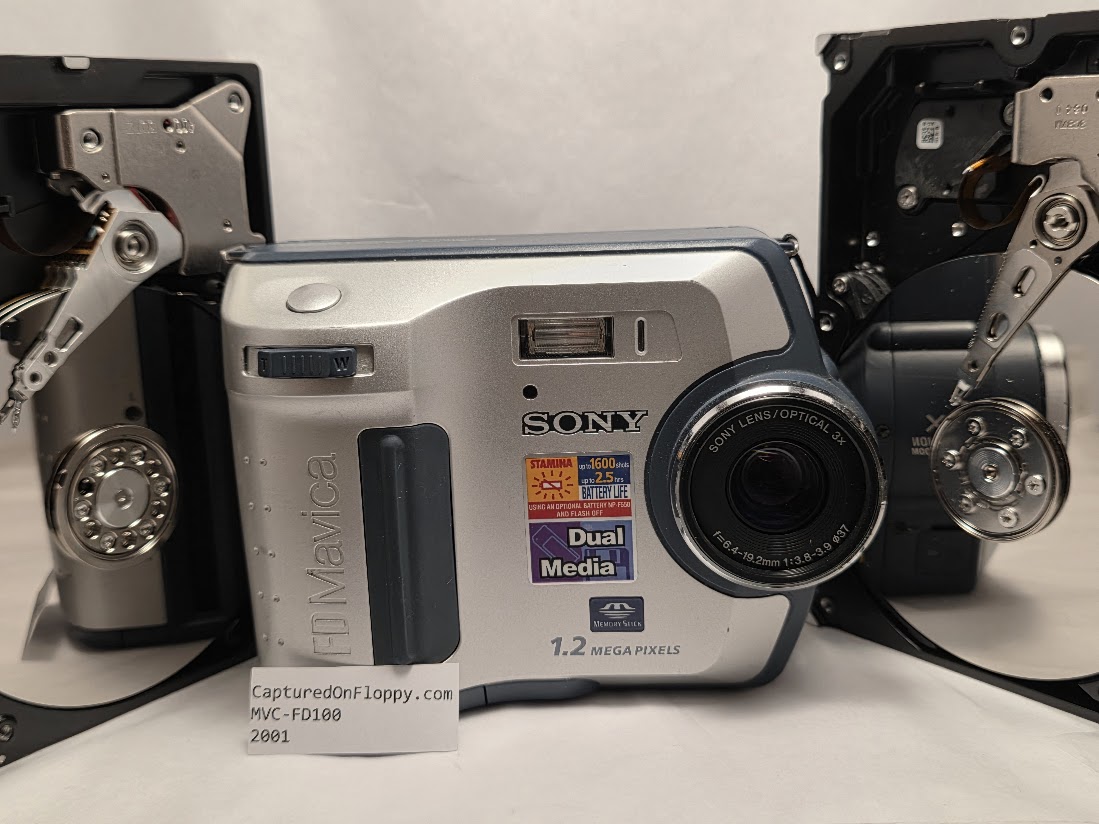 W
SONY
SONY LENS/OPTICAL 3x
f=6.4-19.2mm 1:3.8-3.9 ø37
STAMINA
up to 1600 shots
up to 2.5 hrs
BATTERY LIFE
USING AN OPTIONAL BATTERY NP-F550
AND FLASH OFF
Dual
Media
MEMORY STICK
1.2 MEGA PIXELS
FD Mavica
CapturedOnFloppy.com
MVC-FD100
2001